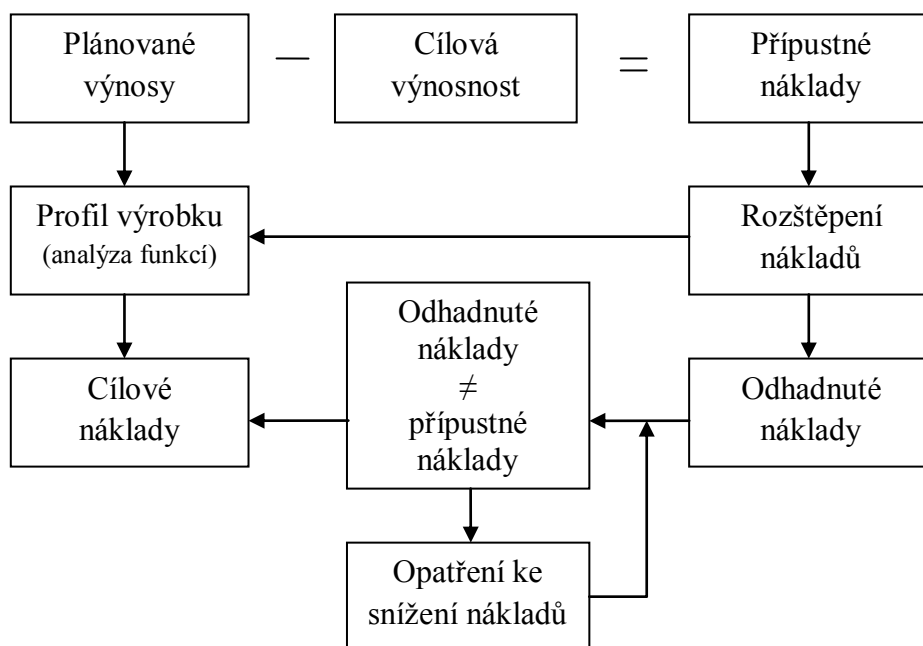 Plánované
výnosy
—
Cílová
výnosnost
=
Přípustné
náklady
Profil výrobku
(analýza funkcí)
Rozštěpení
nákladů
Odhadnuté
náklady
≠
přípustné
náklady
Cílové
náklady
Odhadnuté
náklady
Opatření ke
snížení nákladů